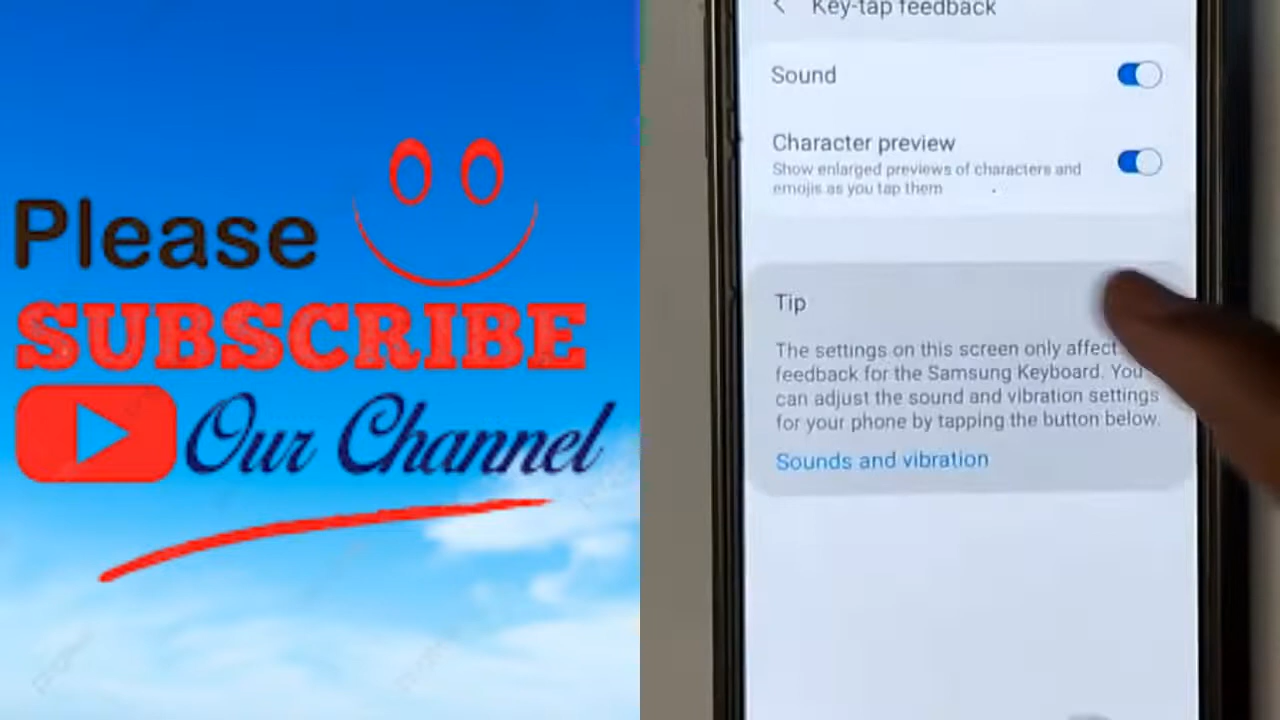 Please
SUBSCRIBE
Our Channel
Key-tap feedback
Sound
Character preview
Show enlarged previews of characters and
emojis as you tap them
Tip
The settings on this screen only affect
feedback for the Samsung Keyboard. You
can adjust the sound and vibration settings
for your phone by tapping the button below.
Sounds and vibration